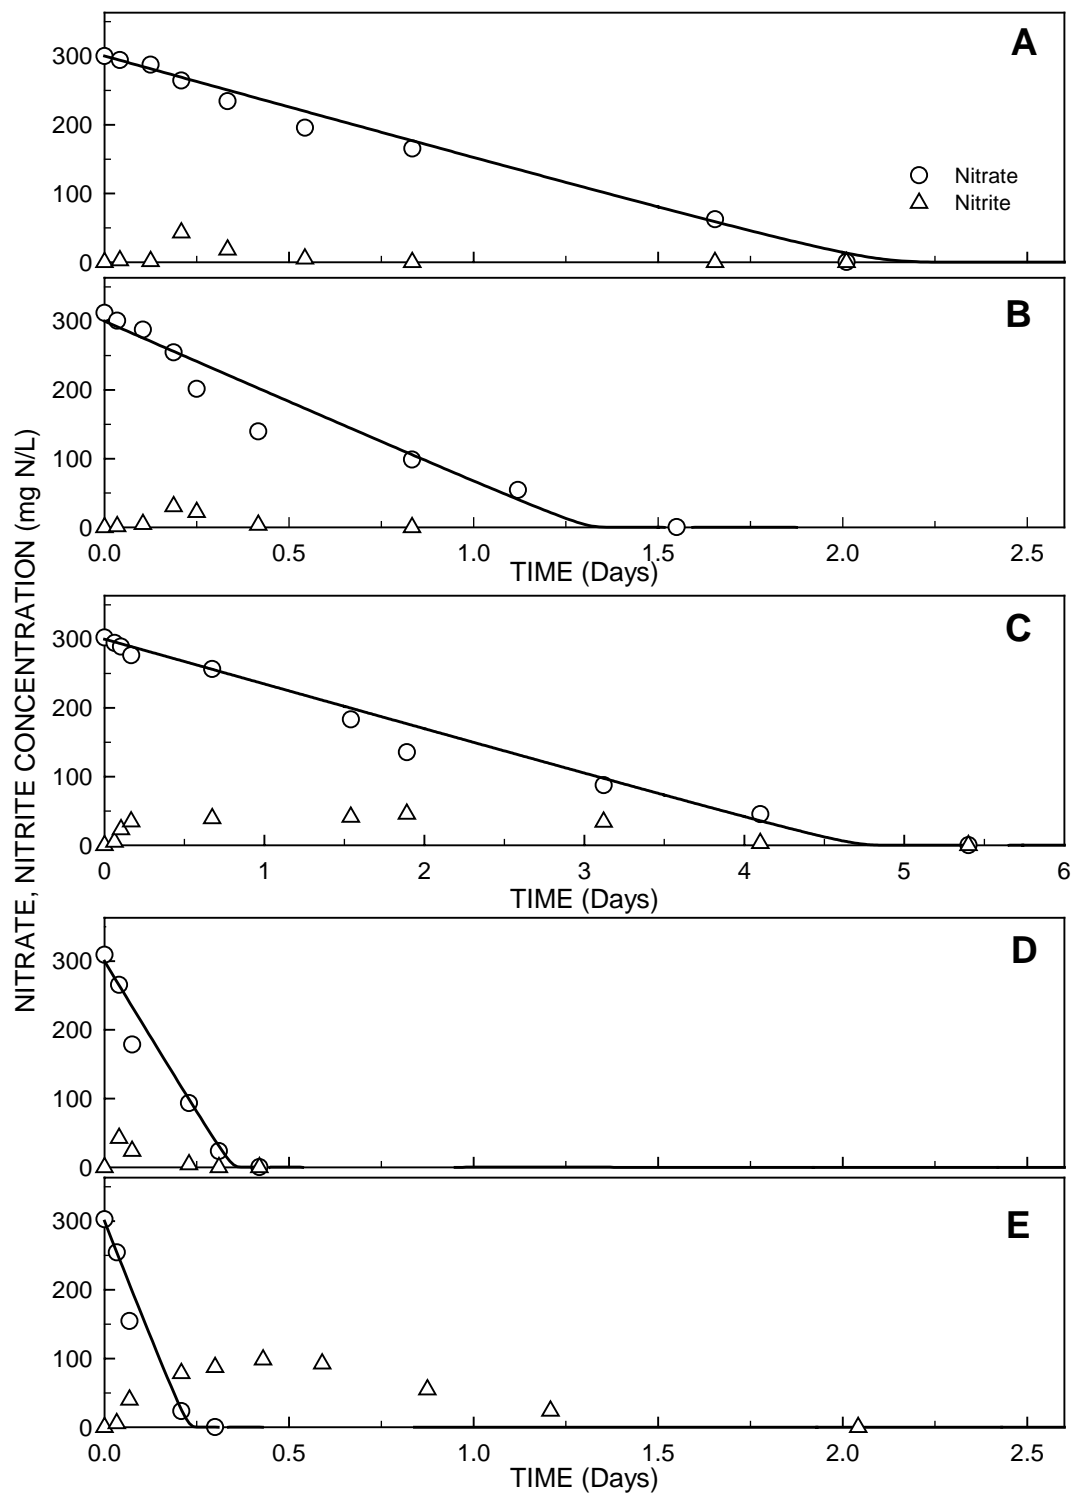 NITRATE, NITRITE CONCENTRATION (mg N/L)
A
300
200
100
0
Nitrate
Nitrite
B
300
200
100
0
0.0 0.5 1.0 1.5 2.0 2.5
TIME (Days)
C
300
200
100
0
0 1 2 3 4 5 6
TIME (Days)
D
300
200
100
0
E
300
200
100
0
0.0 0.5 1.0 1.5 2.0 2.5
TIME (Days)